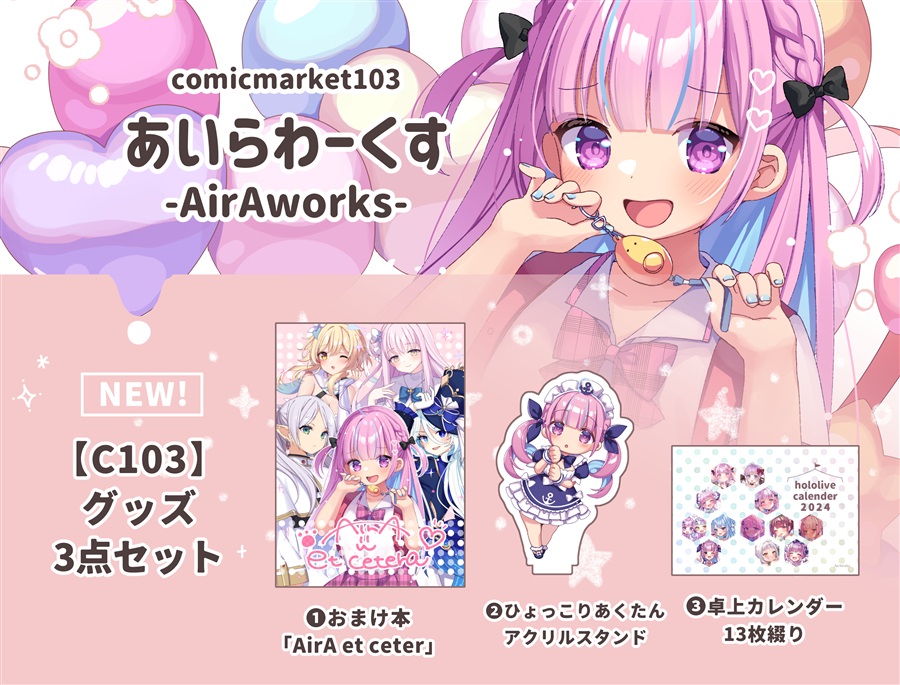 comicmarket103
あいらわーくす
-AirAworks-
NEW!
【C103】
グッズ
3点セット
AirA
et cetera
hololive
calender
2024
❶おまけ本
「AirA et ceter」
❷ひょっこりあくたん
アクリルスタンド
❸卓上カレンダー
13枚綴り